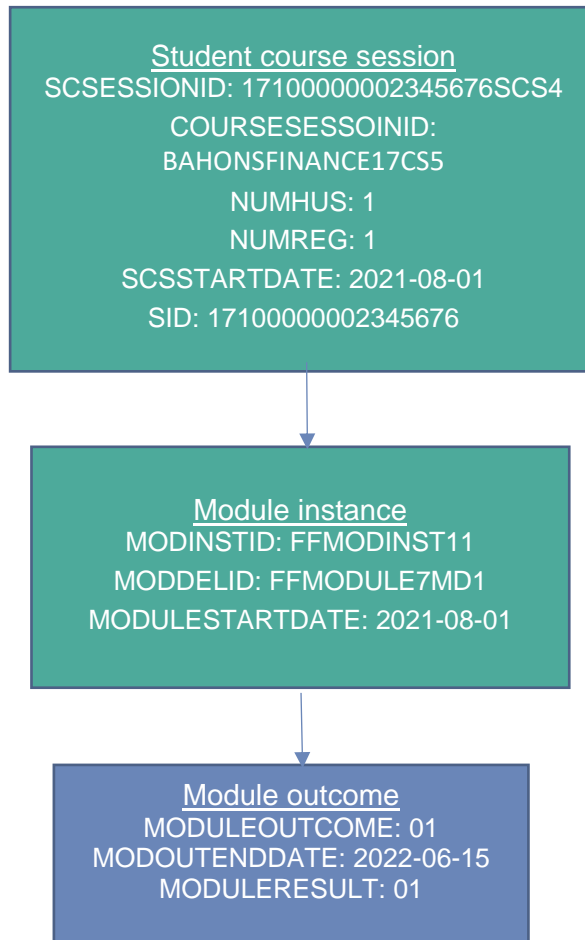 Student course session
SCSESSIONID: 17100000002345676SCS4
COURSESESSOINID:
BAHONSFINANCE17CS5
NUMHUS: 1
NUMREG: 1
SCSSTARTDATE: 2021-08-01
SID: 17100000002345676
Module instance
MODINSTID: FFMODINST11
MODDELID: FFMODULE7MD1
MODULESTARTDATE: 2021-08-01
Module outcome
MODULEOUTCOME: 01
MODOUTENDDATE: 2022-06-15
MODULERESULT: 01